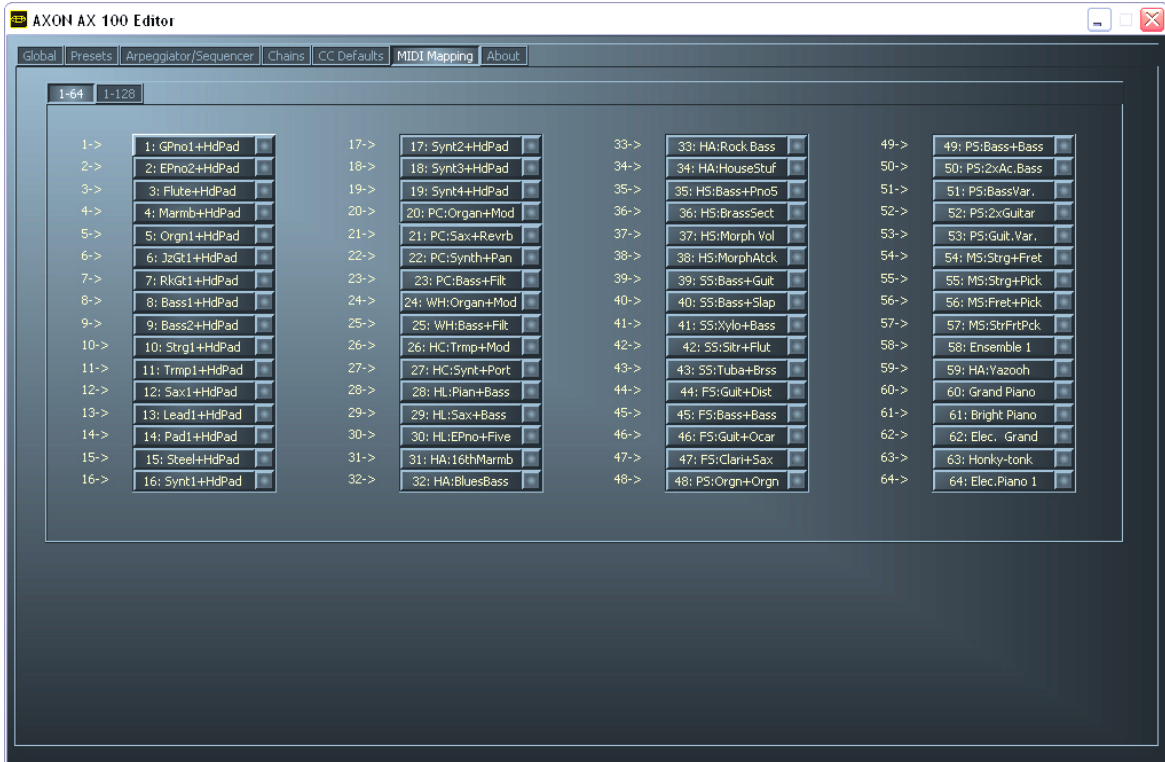 AXON AX 100 Editor
Global Presets Arpeggiator/Sequencer Chains CC Defaults MIDI Mapping About
1-64 1-128
1-> 1: GPno1+HdPad 17-> 17: Synt2+HdPad 33-> 33: HA:Rock Bass 49-> 49: PS:Bass+Bass
2-> 2: EPno2+HdPad 18-> 18: Synt3+HdPad 34-> 34: HA:HouseStuf 50-> 50: PS:2xAc.Bass
3-> 3: Flute+HdPad 19-> 19: Synt4+HdPad 35-> 35: HS:Bass+Pno5 51-> 51: PS:BassVar.
4-> 4: Marmb+HdPad 20-> 20: PC:Organ+Mod 36-> 36: HS:BrassSect 52-> 52: PS:2xGuitar
5-> 5: Orgn1+HdPad 21-> 21: PC:Sax+Revrb 37-> 37: HS:Morph Vol 53-> 53: PS:Guit.Var.
6-> 6: JzGt1+HdPad 22-> 22: PC:Synth+Pan 38-> 38: HS:MorphAtck 54-> 54: MS:Strg+Fret
7-> 7: RkGt1+HdPad 23-> 23: PC:Bass+Filt 39-> 39: SS:Bass+Guit 55-> 55: MS:Strg+Pick
8-> 8: Bass1+HdPad 24-> 24: WH:Organ+Mod 40-> 40: SS:Bass+Slap 56-> 56: MS:Fret+Pick
9-> 9: Bass2+HdPad 25-> 25: WH:Bass+Filt 41-> 41: SS:Xylo+Bass 57-> 57: MS:StrFrtPck
10-> 10: Strg1+HdPad 26-> 26: HC:Trmp+Mod 42-> 42: SS:Sitr+Flut 58-> 58: Ensemble 1
11-> 11: Trmp1+HdPad 27-> 27: HC:Synt+Port 43-> 43: SS:Tuba+Brss 59-> 59: HA:Yazooh
12-> 12: Sax1+HdPad 28-> 28: HL:Pian+Bass 44-> 44: FS:Guit+Dist 60-> 60: Grand Piano
13-> 13: Lead1+HdPad 29-> 29: HL:Sax+Bass 45-> 45: FS:Bass+Bass 61-> 61: Bright Piano
14-> 14: Pad1+HdPad 30-> 30: HL:EPno+Five 46-> 46: FS:Guit+Ocar 62-> 62: Elec. Grand
15-> 15: Steel+HdPad 31-> 31: HA:16thMarmb 47-> 47: FS:Clari+Sax 63-> 63: Honky-tonk
16-> 16: Synt1+HdPad 32-> 32: HA:BluesBass 48-> 48: PS:Orgn+Orgn 64-> 64: Elec.Piano 1